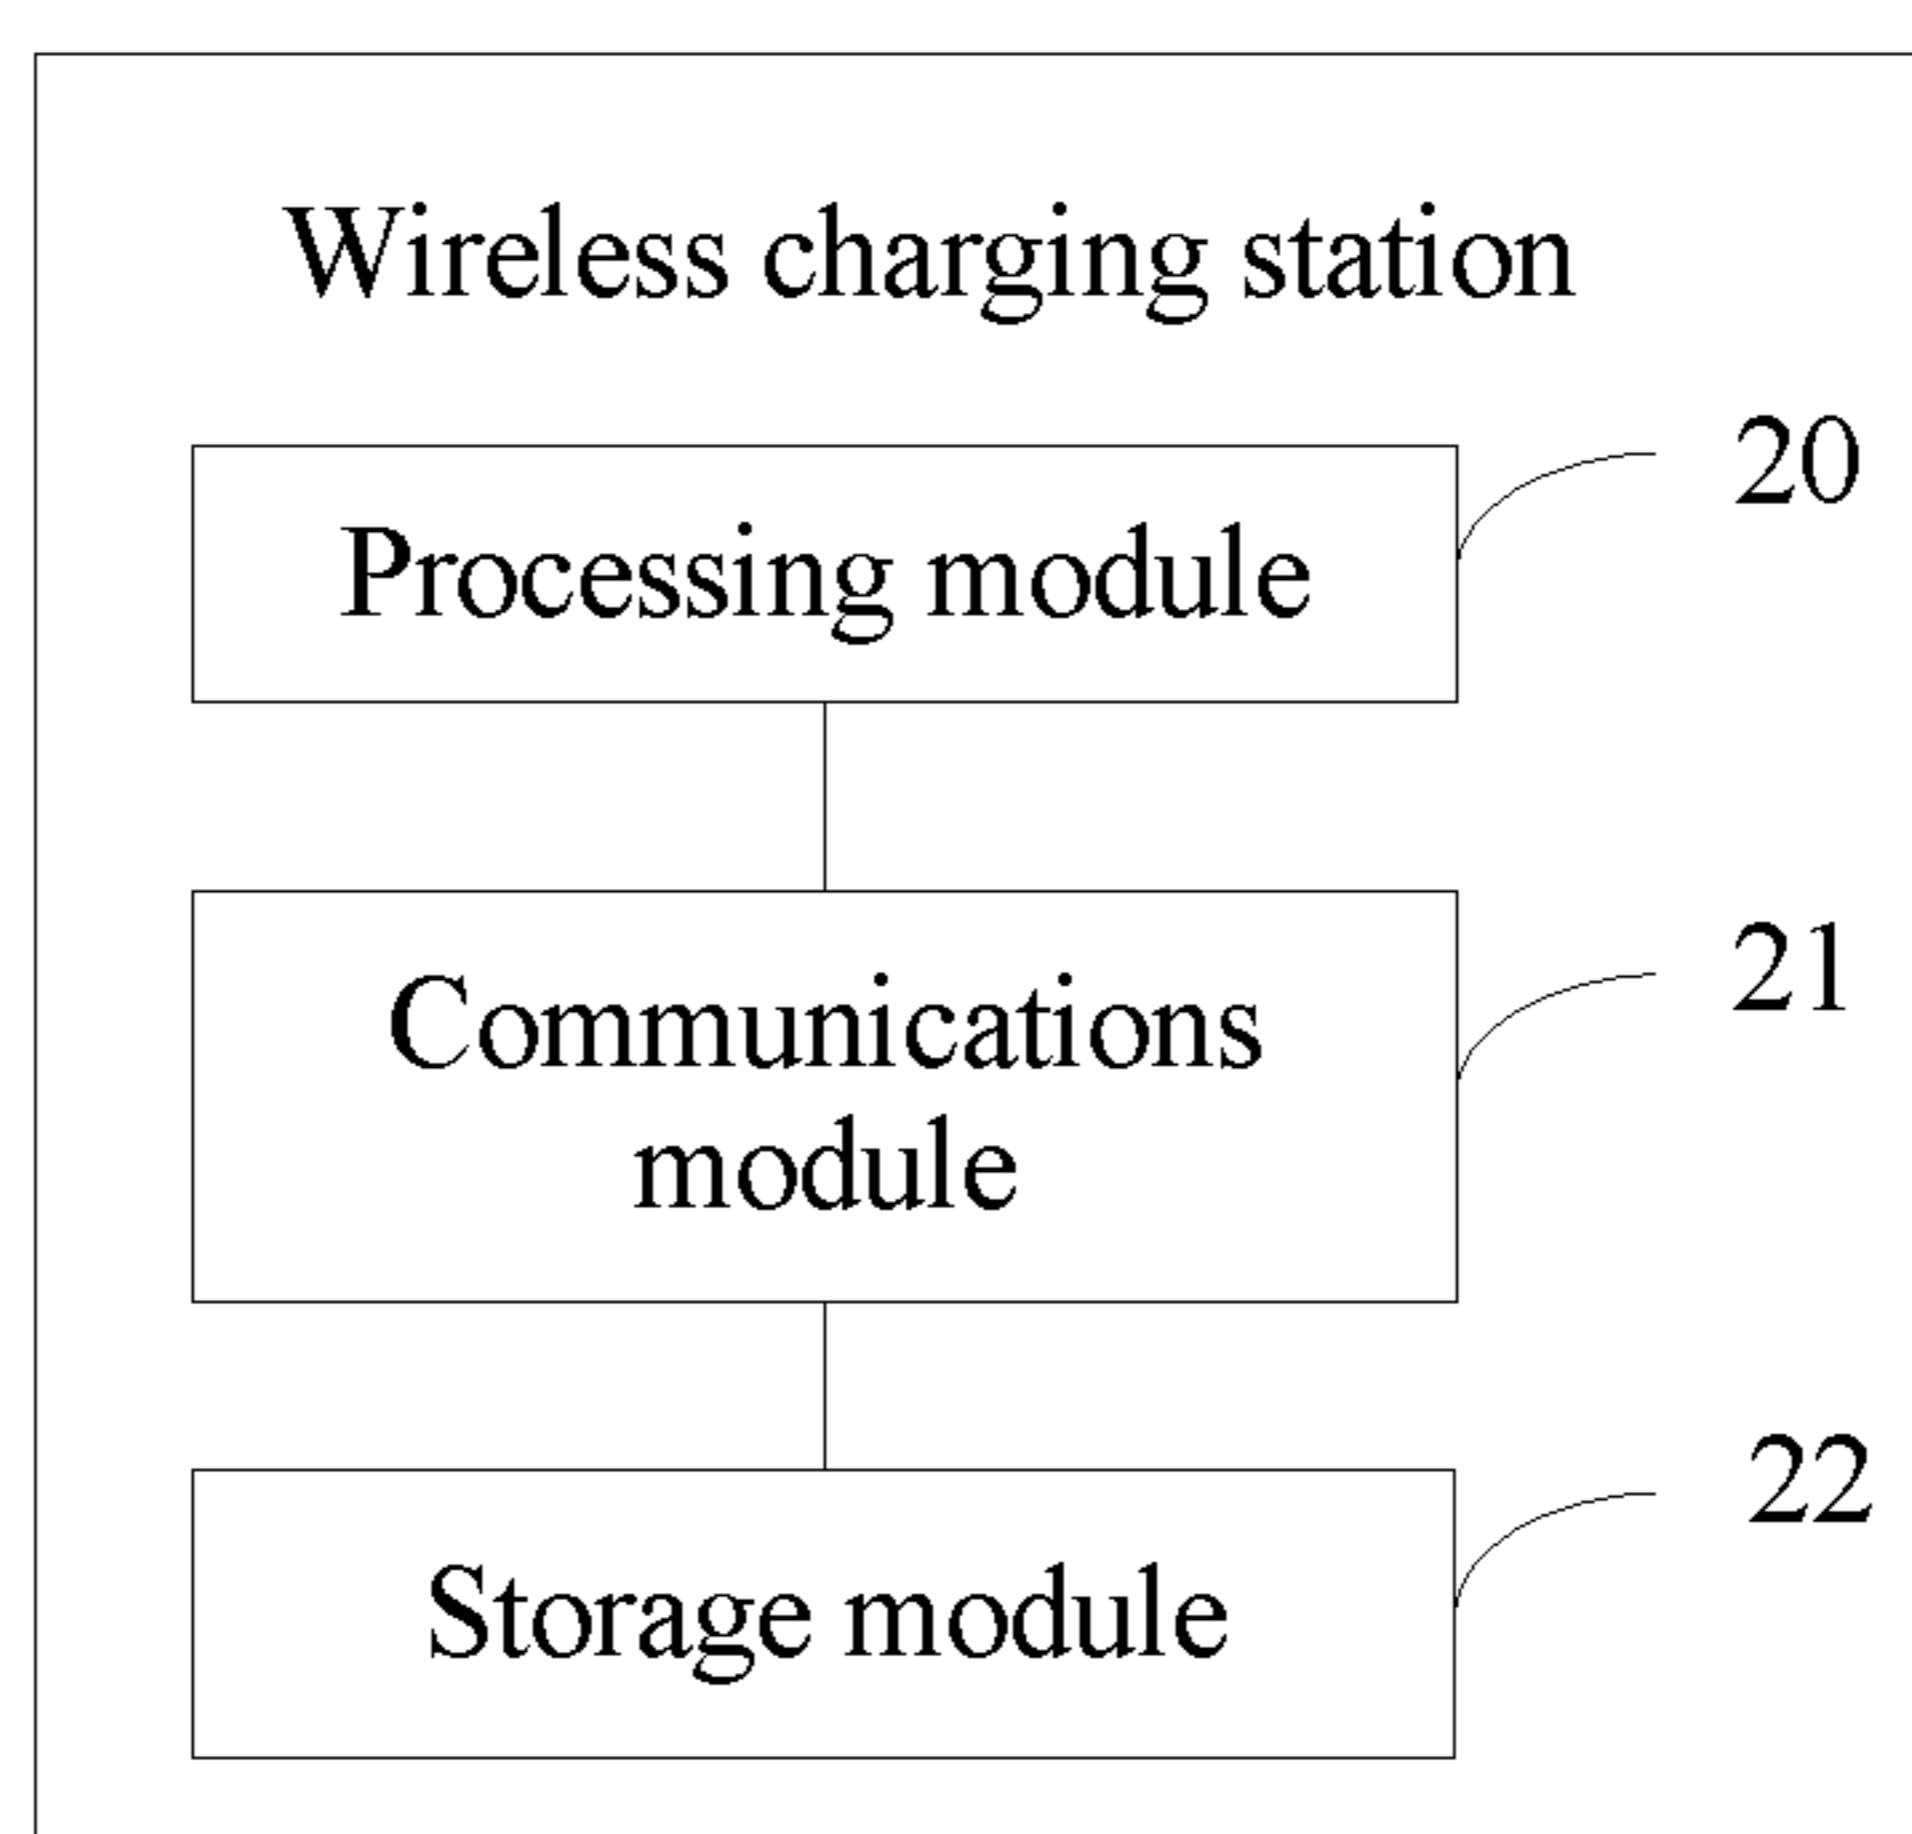 Wireless charging station
20
Processing module
21
Communications
module
22
Storage module